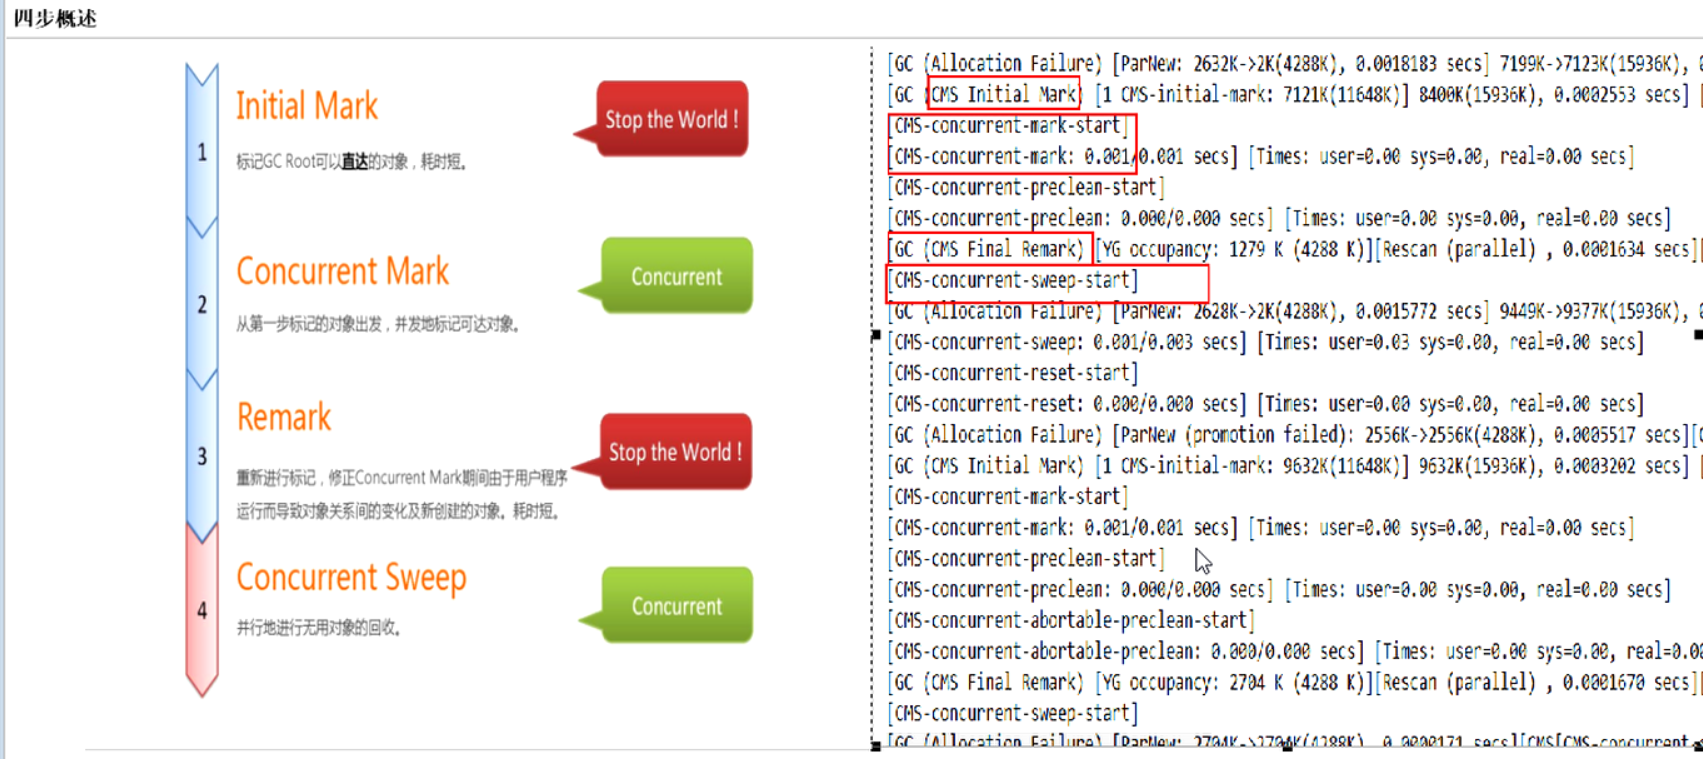 四步概述
1
Initial Mark
标记GC Root可以直达的对象，耗时短。
Stop the World !
2
Concurrent Mark
从第一步标记的对象出发，并发地标记可达对象。
Concurrent
3
Remark
重新进行标记，修正Concurrent Mark期间由于用户程序
运行而导致对象关系间的变化及新创建的对象。耗时短。
Stop the World !
4
Concurrent Sweep
并行地进行无用对象的回收。
Concurrent
[GC (Allocation Failure) [ParNew: 2632K->2K(4288K), 0.0018183 secs] 7199K->7123K(15936K),
[GC (CMS Initial Mark) [1 CMS-initial-mark: 7121K(11648K)] 8400K(15936K), 0.0002553 secs] [
[CMS-concurrent-mark-start]
[CMS-concurrent-mark: 0.001/0.001 secs] [Times: user=0.00 sys=0.00, real=0.00 secs]
[CMS-concurrent-preclean-start]
[CMS-concurrent-preclean: 0.000/0.000 secs] [Times: user=0.00 sys=0.00, real=0.00 secs]
[GC (CMS Final Remark) [YG occupancy: 1279 K (4288 K)][Rescan (parallel) , 0.0001634 secs][
[CMS-concurrent-sweep-start]
[GC (Allocation Failure) [ParNew: 2628K->2K(4288K), 0.0015772 secs] 9449K->9377K(15936K),
[CMS-concurrent-sweep: 0.001/0.003 secs] [Times: user=0.03 sys=0.00, real=0.00 secs]
[CMS-concurrent-reset-start]
[CMS-concurrent-reset: 0.000/0.000 secs] [Times: user=0.00 sys=0.00, real=0.00 secs]
[GC (Allocation Failure) [ParNew (promotion failed): 2556K->2556K(4288K), 0.0005517 secs][
[GC (CMS Initial Mark) [1 CMS-initial-mark: 9632K(11648K)] 9632K(15936K), 0.0003202 secs] [
[CMS-concurrent-mark-start]
[CMS-concurrent-mark: 0.001/0.001 secs] [Times: user=0.00 sys=0.00, real=0.00 secs]
[CMS-concurrent-preclean-start]
[CMS-concurrent-preclean: 0.000/0.000 secs] [Times: user=0.00 sys=0.00, real=0.00 secs]
[CMS-concurrent-abortable-preclean-start]
[CMS-concurrent-abortable-preclean: 0.000/0.000 secs] [Times: user=0.00 sys=0.00, real=0.00
[GC (CMS Final Remark) [YG occupancy: 2704 K (4288 K)][Rescan (parallel) , 0.0001670 secs][
[CMS-concurrent-sweep-start]
[GC (Allocation Failure) [ParNew: 2704K->2704K(4288K), 0.0000171 secs][CMS[CMS-concurrent-